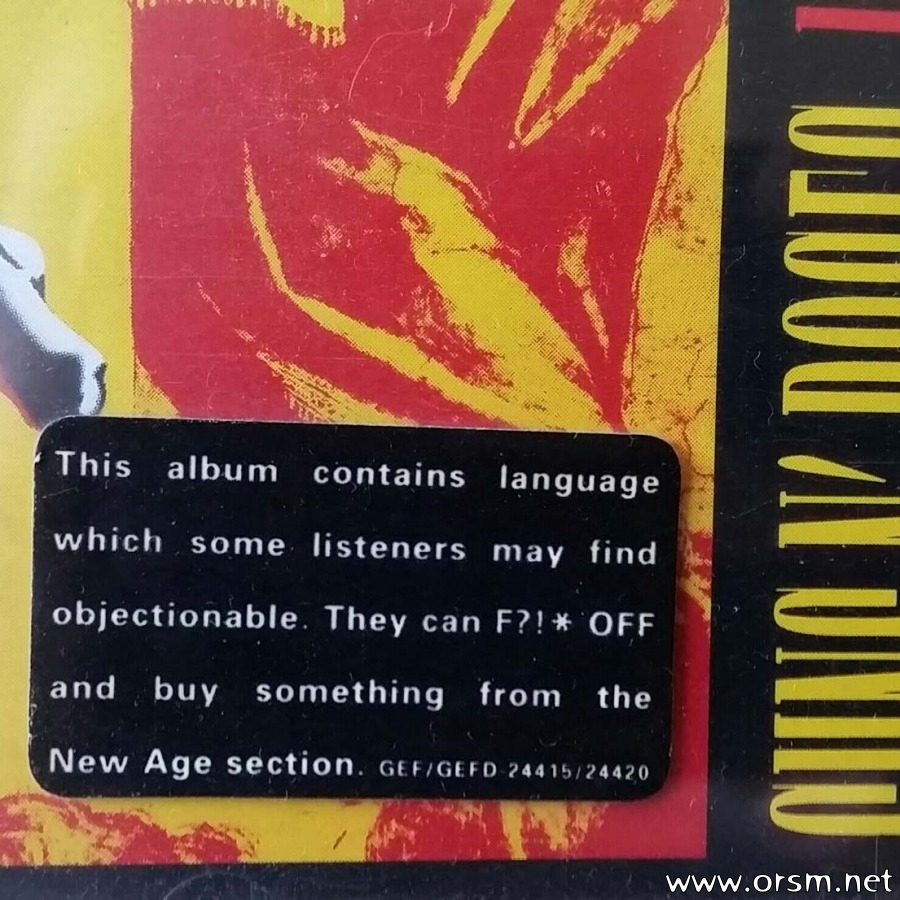 This album contains language
which some listeners may find
objectionable. They can F?!* OFF
and buy something from the
New Age section. GEF/GEFD 24415/24420
GUNS N' ROSES
www.orsm.net